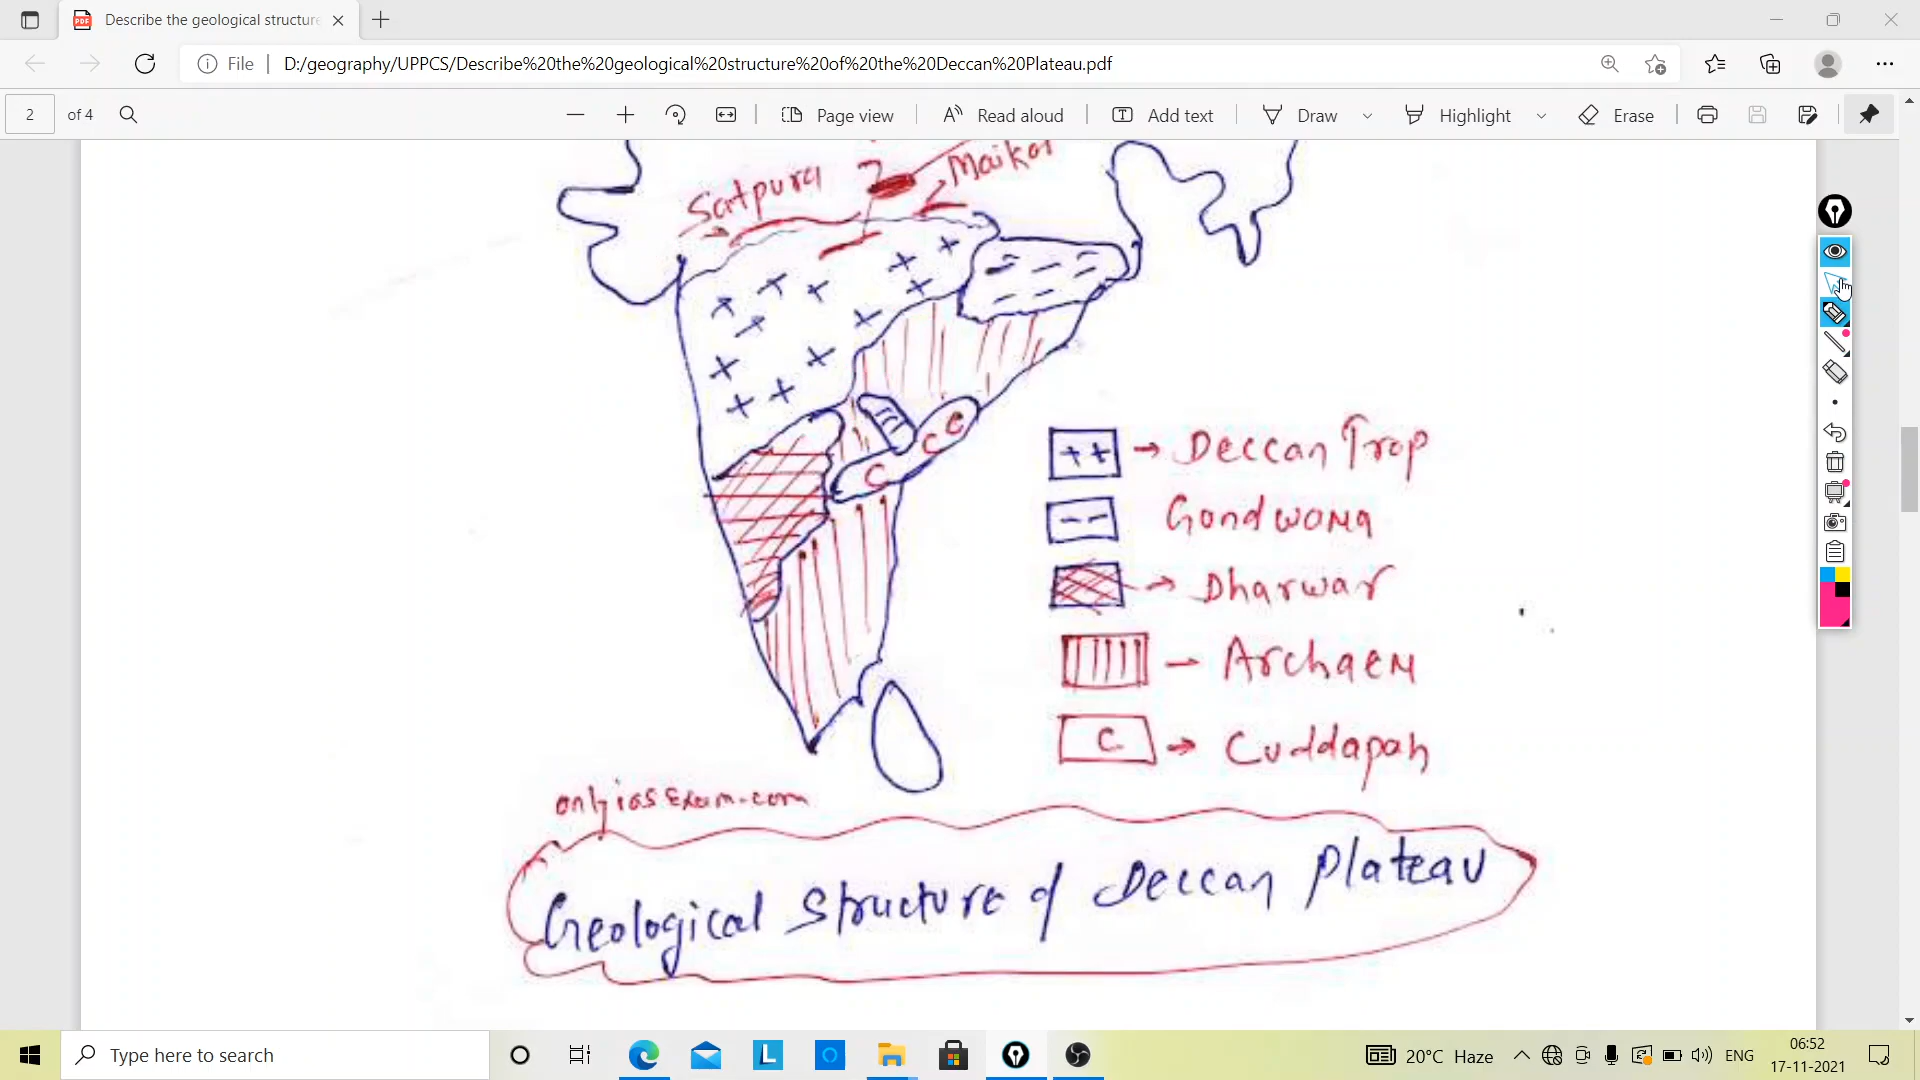 Describe the geological structure
File D:/geography/UPPCS/Describe%20the%20geological%20structure%20of%20the%20Deccan%20Plateau.pdf
2 of 4 Page view Read aloud Add text Draw Highlight Erase
Satpura Maikal
C C
C
++ → Deccan Trap
-- Gondwana
→ Dharwar
- Archaen
C → Cuddapah
onlyiasExam.com
Geological Structure of Deccan Plateau
Type here to search
L
20°C Haze ENG 06:52
17-11-2021